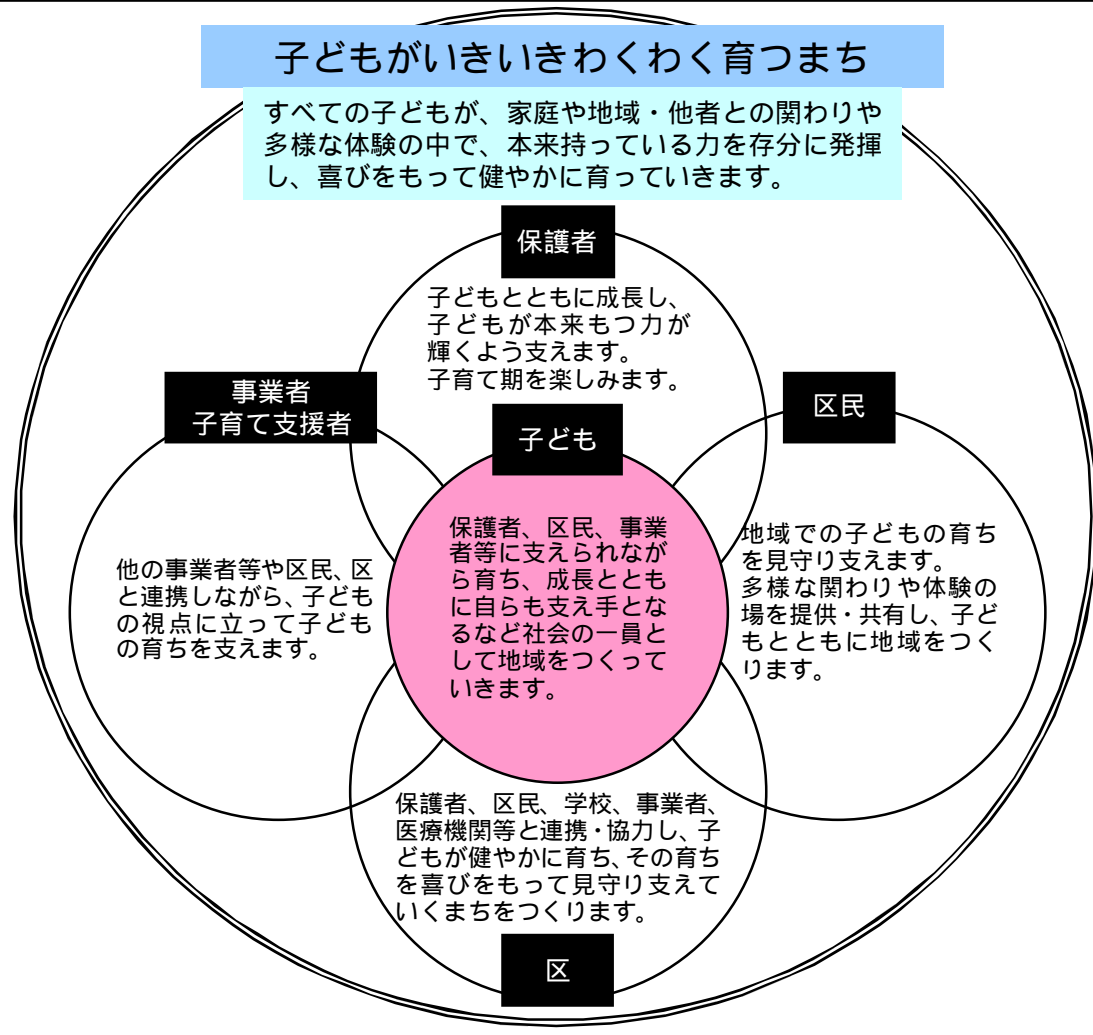 子どもがいきいきわくわく育つまち
すべての子どもが、家庭や地域・他者との関わりや
多様な体験の中で、本来持っている力を存分に発揮
し、喜びをもって健やかに育っていきます。
保護者
子どもとともに成長し、
子どもが本来もつ力が
輝くよう支えます。
子育て期を楽しみます。
事業者
子育て支援者
他の事業者等や区民、区
と連携しながら、子ども
の視点に立って子ども
の育ちを支えます。
子ども
保護者、区民、事業
者等に支えられなが
ら育ち、成長ととも
に自らも支え手とな
るなど社会の一員と
して地域をつくって
いきます。
区民
地域での子どもの育ち
を見守り支えます。
多様な関わりや体験の
場を提供・共有し、子ど
もとともに地域をつく
ります。
保護者、区民、学校、事業者、
医療機関等と連携・協力し、子
どもが健やかに育ち、その育ち
を喜びをもって見守り支えて
いくまちをつくります。
区